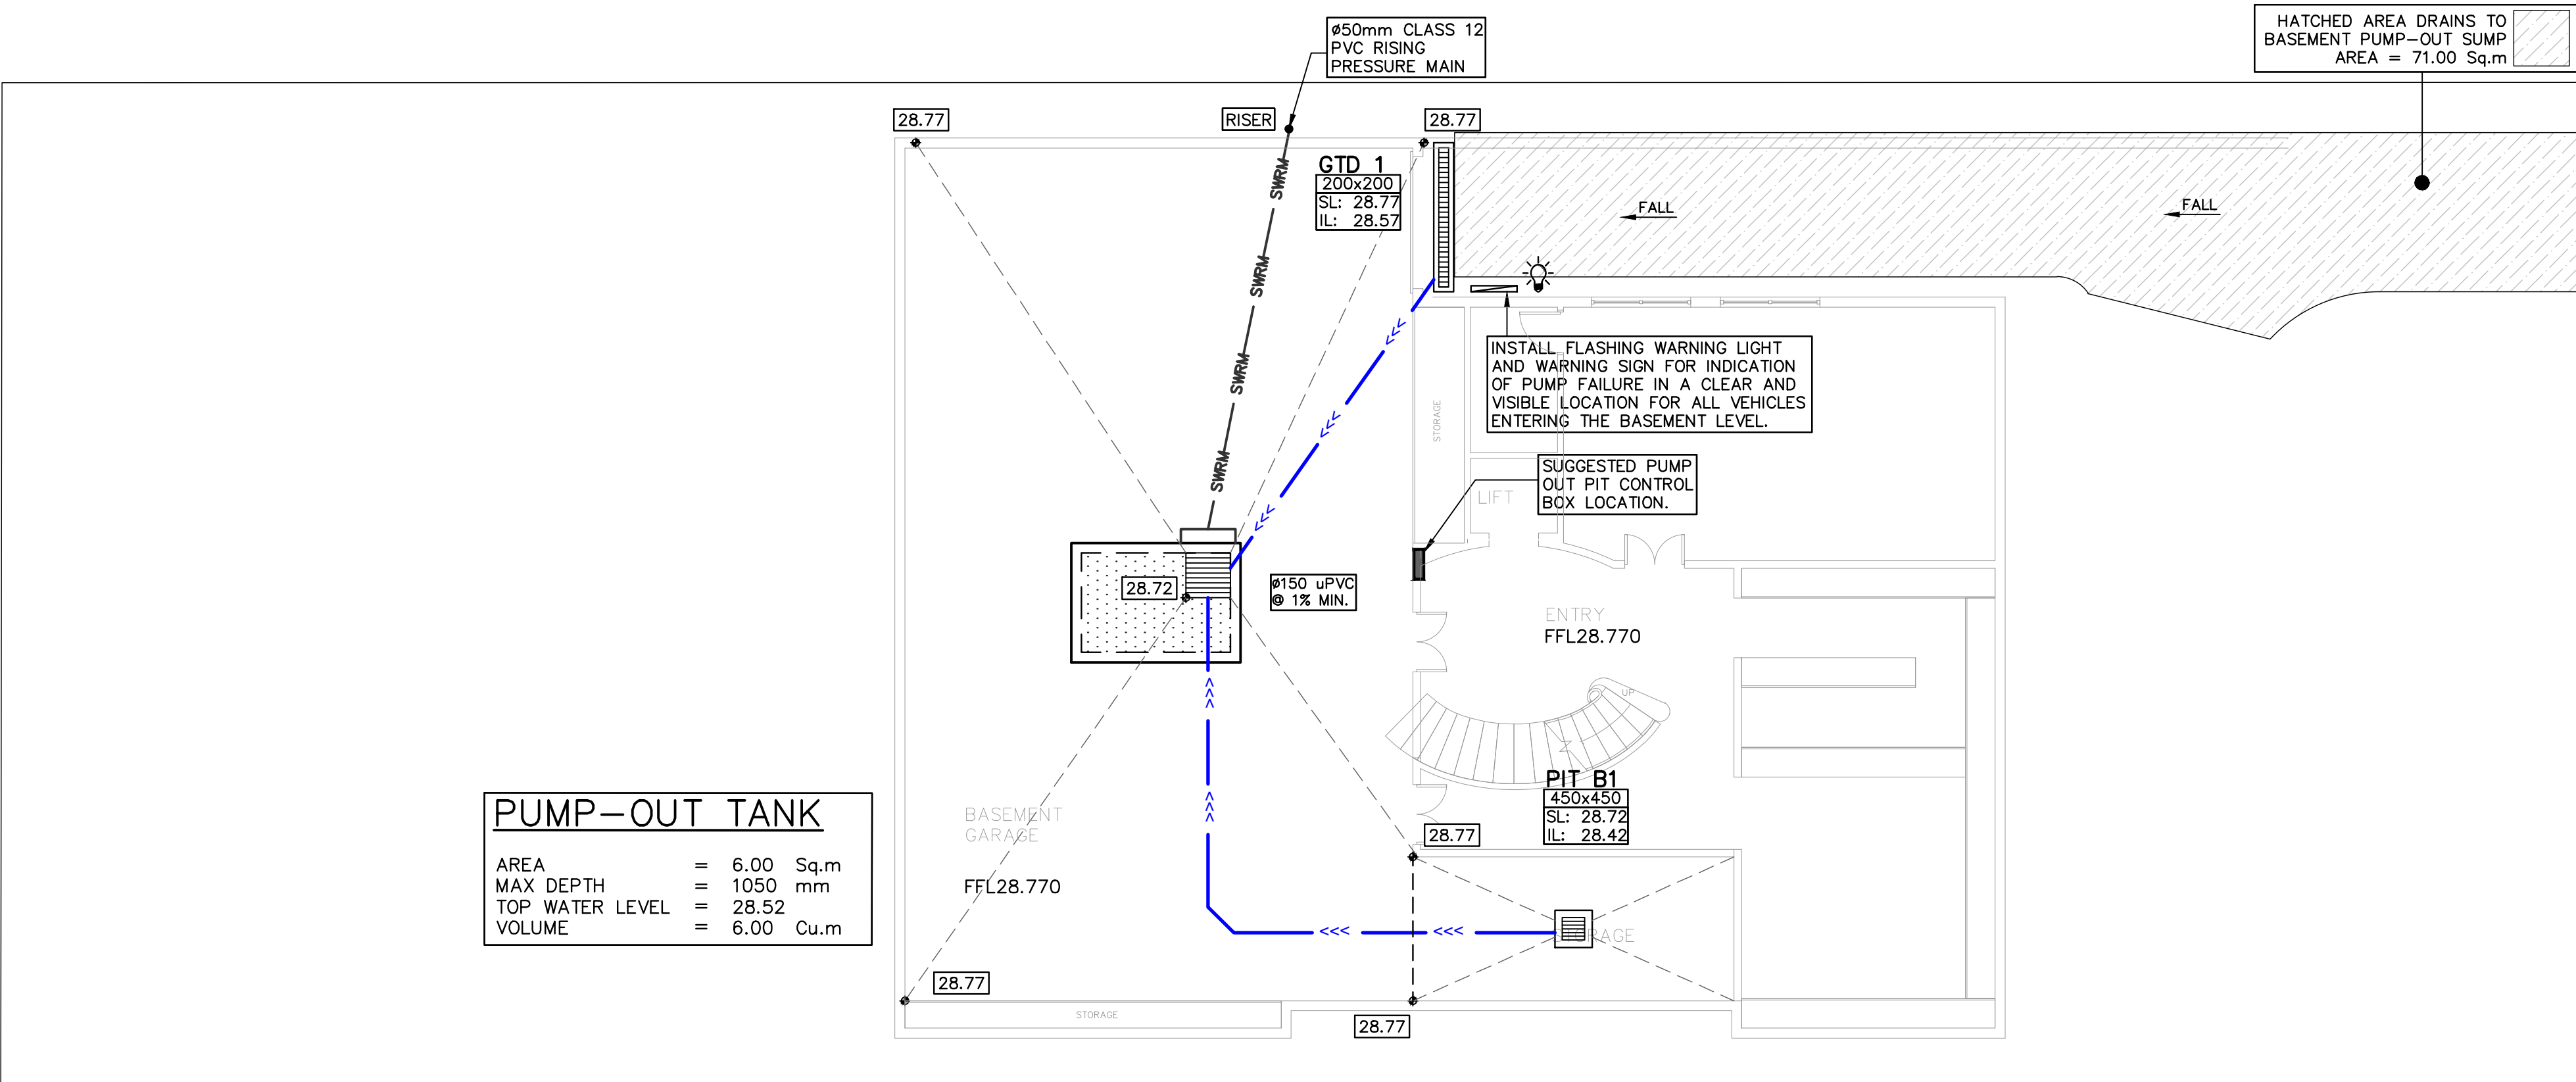 HATCHED AREA DRAINS TO
BASEMENT PUMP-OUT SUMP
AREA = 71.00 Sq.m
Ø50mm CLASS 12
PVC RISING
PRESSURE MAIN
28.77
RISER
28.77
GTD 1
200x200
SL: 28.77
IL: 28.57
SWRM
SWRM
SWRM
SWRM
FALL
FALL
<<<
<<<
<<<
INSTALL FLASHING WARNING LIGHT
AND WARNING SIGN FOR INDICATION
OF PUMP FAILURE IN A CLEAR AND
VISIBLE LOCATION FOR ALL VEHICLES
ENTERING THE BASEMENT LEVEL.
STORAGE
SUGGESTED PUMP
OUT PIT CONTROL
BOX LOCATION.
LIFT
28.72
Ø150 uPVC
@ 1% MIN.
ENTRY
FFL28.770
UP
<<<
<<<
PIT B1
450x450
SL: 28.72
IL: 28.42
PUMP-OUT TANK
AREA = 6.00 Sq.m
MAX DEPTH = 1050 mm
TOP WATER LEVEL = 28.52
VOLUME = 6.00 Cu.m
BASEMENT
GARAGE
FFL28.770
28.77
<<<
<<<
STORAGE
28.77
STORAGE
28.77